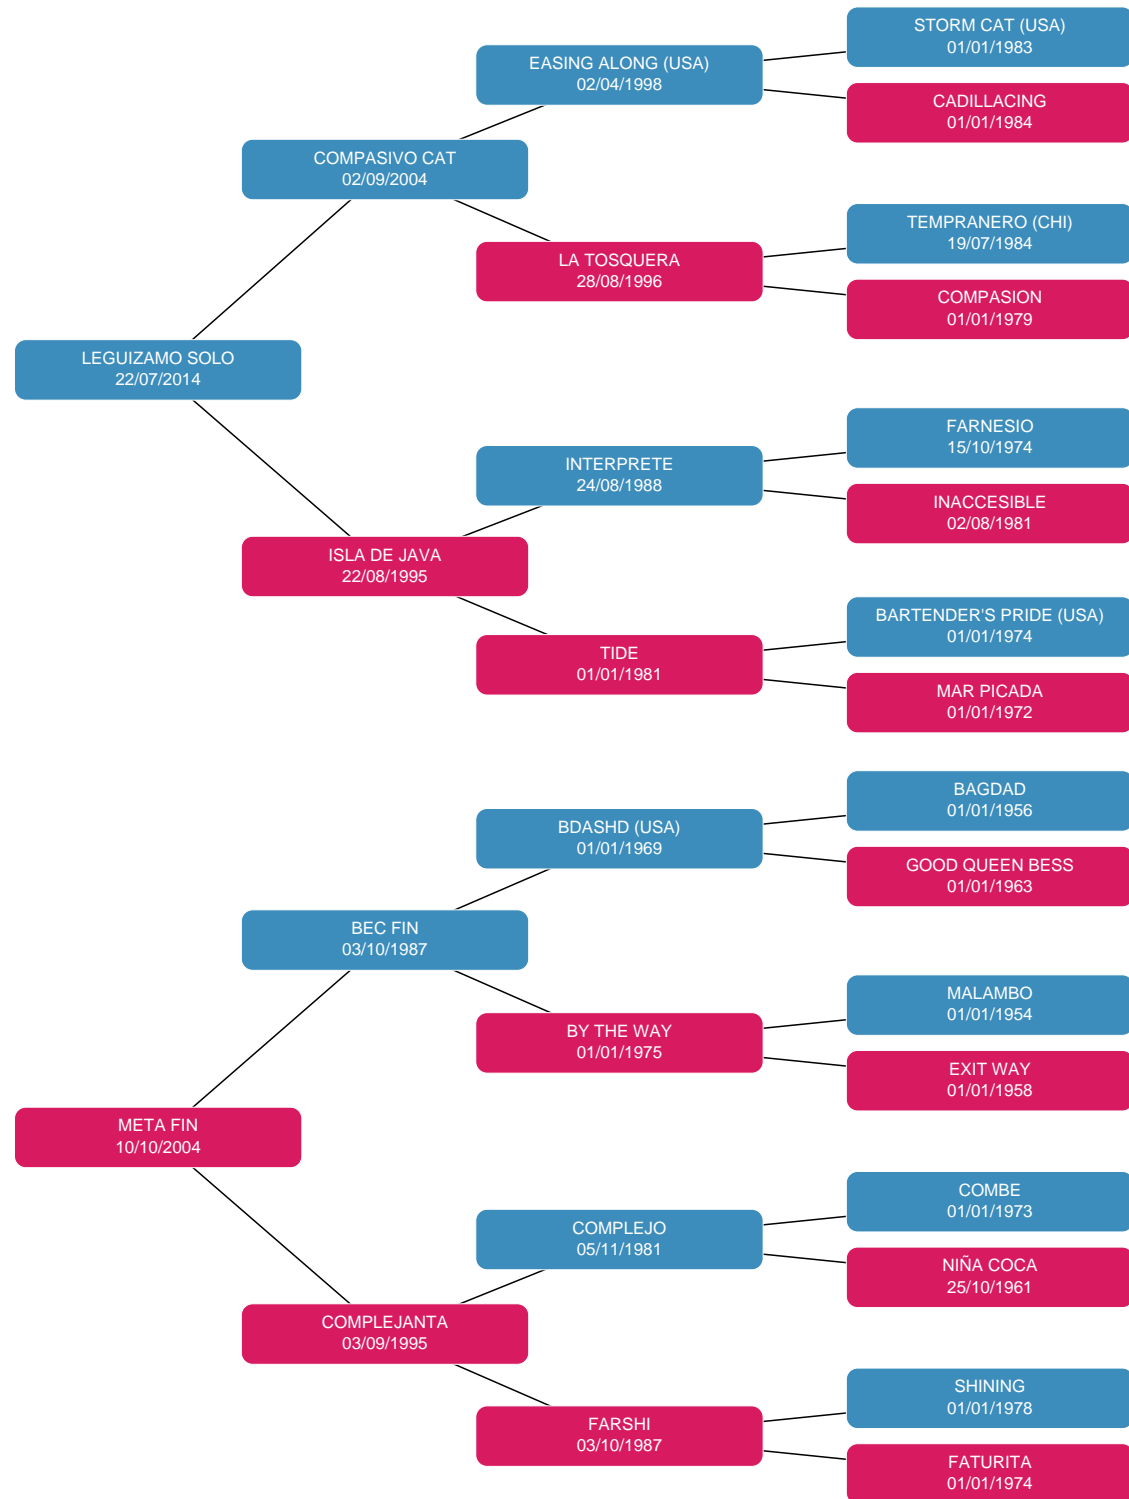 STORM CAT (USA)
01/01/1983
EASING ALONG (USA)
02/04/1998
CADILLACING
01/01/1984
COMPASIVO CAT
02/09/2004
TEMPRANERO (CHI)
19/07/1984
LA TOSQUERA
28/08/1996
COMPASION
01/01/1979
LEGUIZAMO SOLO
22/07/2014
FARNESIO
15/10/1974
INTERPRETE
24/08/1988
INACCESIBLE
02/08/1981
ISLA DE JAVA
22/08/1995
BARTENDER'S PRIDE (USA)
01/01/1974
TIDE
01/01/1981
MAR PICADA
01/01/1972
BAGDAD
01/01/1956
BDASHD (USA)
01/01/1969
GOOD QUEEN BESS
01/01/1963
BEC FIN
03/10/1987
MALAMBO
01/01/1954
BY THE WAY
01/01/1975
EXIT WAY
01/01/1958
META FIN
10/10/2004
COMBE
01/01/1973
COMPLEJO
05/11/1981
NIÑA COCA
25/10/1961
COMPLEJANTA
03/09/1995
SHINING
01/01/1978
FARSHI
03/10/1987
FATURITA
01/01/1974